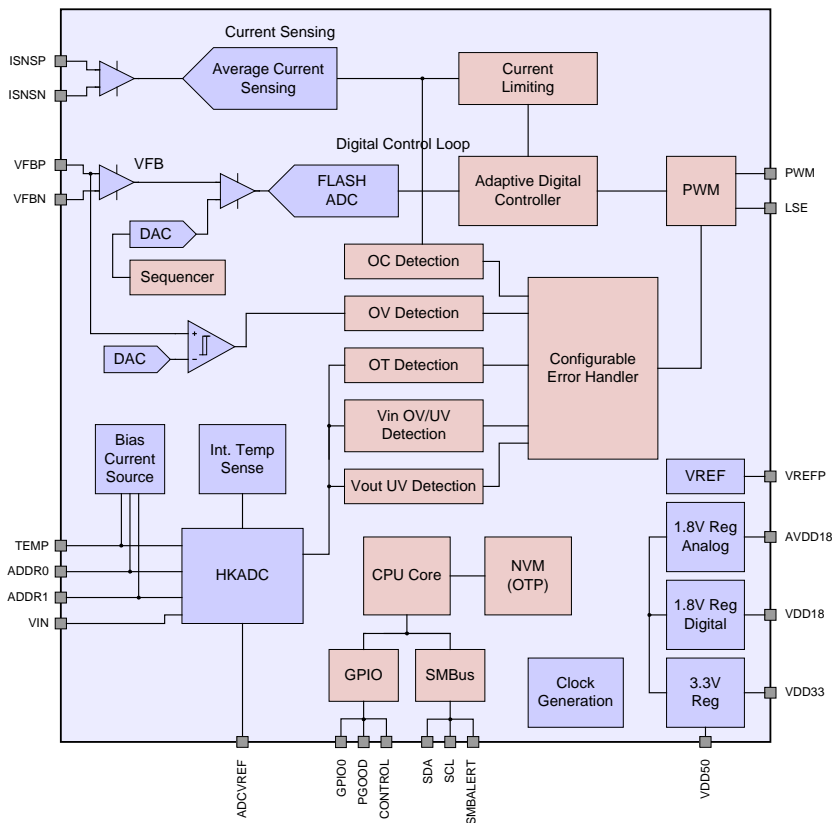 Current Sensing
ISNSP
ISNSN
Average Current
Sensing
Current
Limiting
Digital Control Loop
VFBP
VFBN
VFB
FLASH
ADC
Adaptive Digital
Controller
PWM
PWM
LSE
DAC
Sequencer
OC Detection
OV Detection
+
−
DAC
OT Detection
Configurable
Error Handler
Vin OV/UV
Detection
Vout UV Detection
Bias
Current
Source
Int. Temp
Sense
VREF
VREFP
1.8V Reg
Analog
AVDD18
TEMP
ADDR0
ADDR1
VIN
HKADC
CPU Core
NVM
(OTP)
1.8V Reg
Digital
VDD18
GPIO
SMBus
Clock
Generation
3.3V
Reg
VDD33
ADCVREF
GPIO0
PGOOD
CONTROL
SDA
SCL
SMBALERT
VDD50